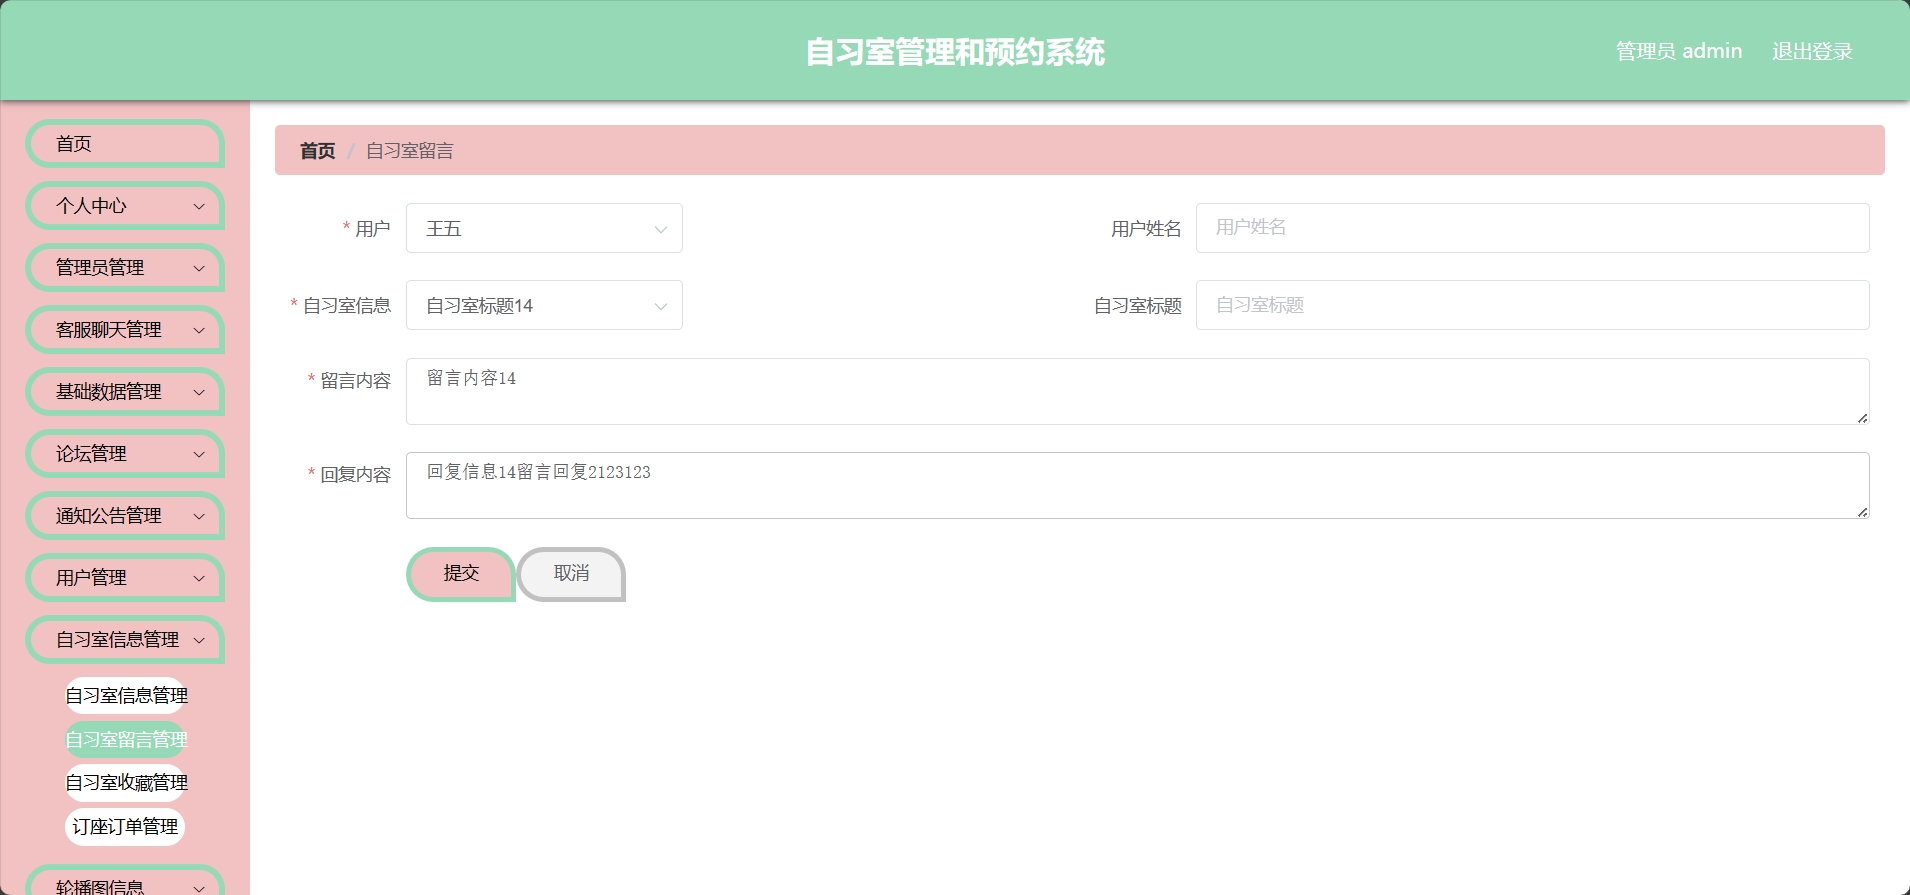 自习室管理和预约系统
管理员 admin
退出登录
首页
个人中心
管理员管理
客服聊天管理
基础数据管理
论坛管理
通知公告管理
用户管理
自习室信息管理
自习室信息管理
自习室留言管理
自习室收藏管理
订座订单管理
轮播图信息
首页 / 自习室留言
* 用户 王五
用户姓名 用户姓名
* 自习室信息 自习室标题14
自习室标题 自习室标题
* 留言内容 留言内容14
* 回复内容 回复信息14留言回复2123123
提交 取消